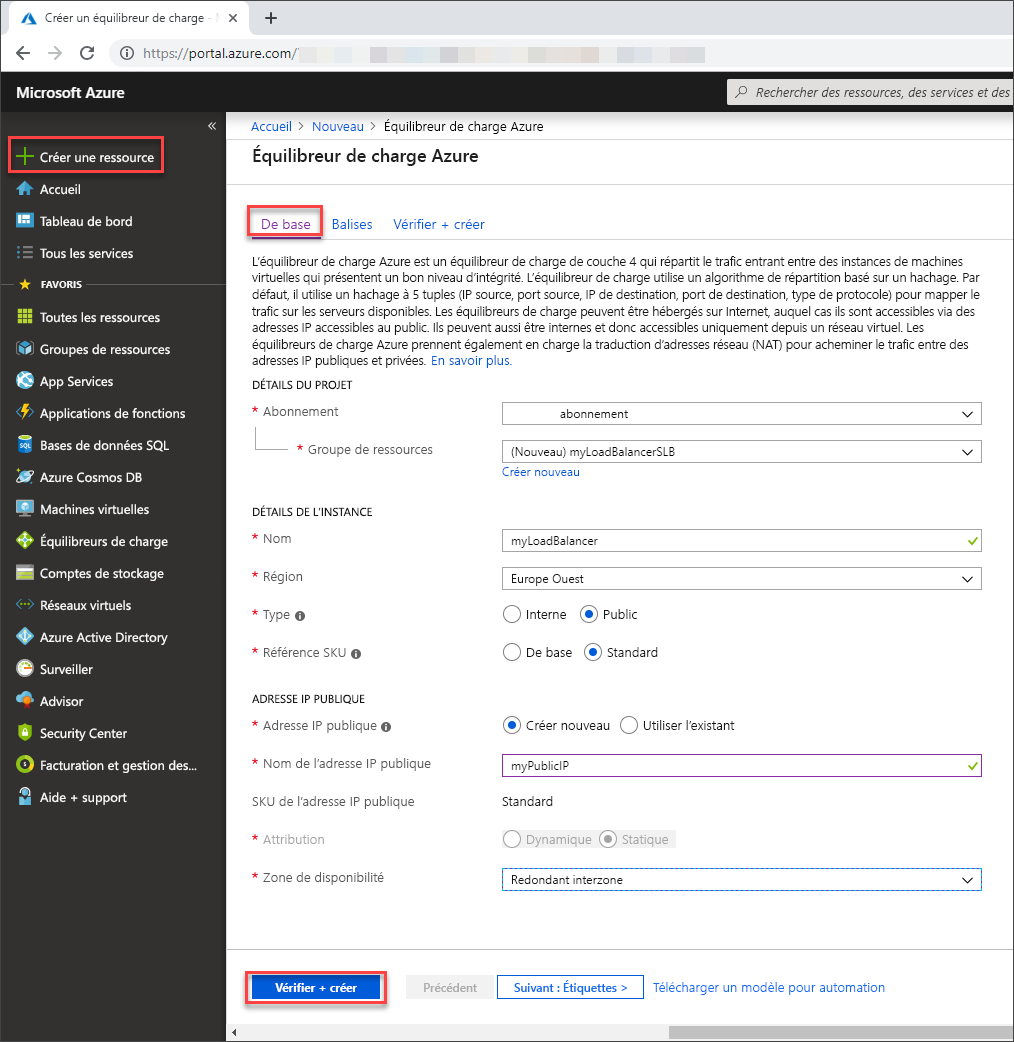 Créer un équilibreur de charge -
https://portal.azure.com/
Microsoft Azure
Rechercher des ressources, des services et des
Créer une ressource
Accueil
Tableau de bord
Tous les services
FAVORIS
Toutes les ressources
Groupes de ressources
App Services
Applications de fonctions
Bases de données SQL
Azure Cosmos DB
Machines virtuelles
Équilibreurs de charge
Comptes de stockage
Réseaux virtuels
Azure Active Directory
Surveiller
Advisor
Security Center
Facturation et gestion des...
Aide + support
Accueil > Nouveau > Équilibreur de charge Azure
Équilibreur de charge Azure
De base Balises Vérifier + créer
L'équilibreur de charge Azure est un équilibreur de charge de couche 4 qui répartit le trafic entrant entre des instances de machines
virtuelles qui présentent un bon niveau d'intégrité. L'équilibreur de charge utilise un algorithme de répartition basé sur un hachage. Par
défaut, il utilise un hachage à 5 tuples (IP source, port source, IP de destination, port de destination, type de protocole) pour mapper le
trafic sur les serveurs disponibles. Les équilibreurs de charge peuvent être hébergés sur Internet, auquel cas ils sont accessibles via des
adresses IP accessibles au public. Ils peuvent aussi être internes et donc accessibles uniquement depuis un réseau virtuel. Les
équilibreurs de charge Azure prennent également en charge la traduction d'adresses réseau (NAT) pour acheminer le trafic entre des
adresses IP publiques et privées. En savoir plus.
DÉTAILS DU PROJET
* Abonnement abonnement
* Groupe de ressources (Nouveau) myLoadBalancerSLB
Créer nouveau
DÉTAILS DE L'INSTANCE
* Nom myLoadBalancer
* Région Europe Ouest
* Type Interne Public
* Référence SKU De base Standard
ADRESSE IP PUBLIQUE
* Adresse IP publique Créer nouveau Utiliser l'existant
* Nom de l'adresse IP publique myPublicIP
SKU de l'adresse IP publique Standard
* Attribution Dynamique Statique
* Zone de disponibilité Redondant interzone
Vérifier + créer Précédent Suivant : Étiquettes > Télécharger un modèle pour automation